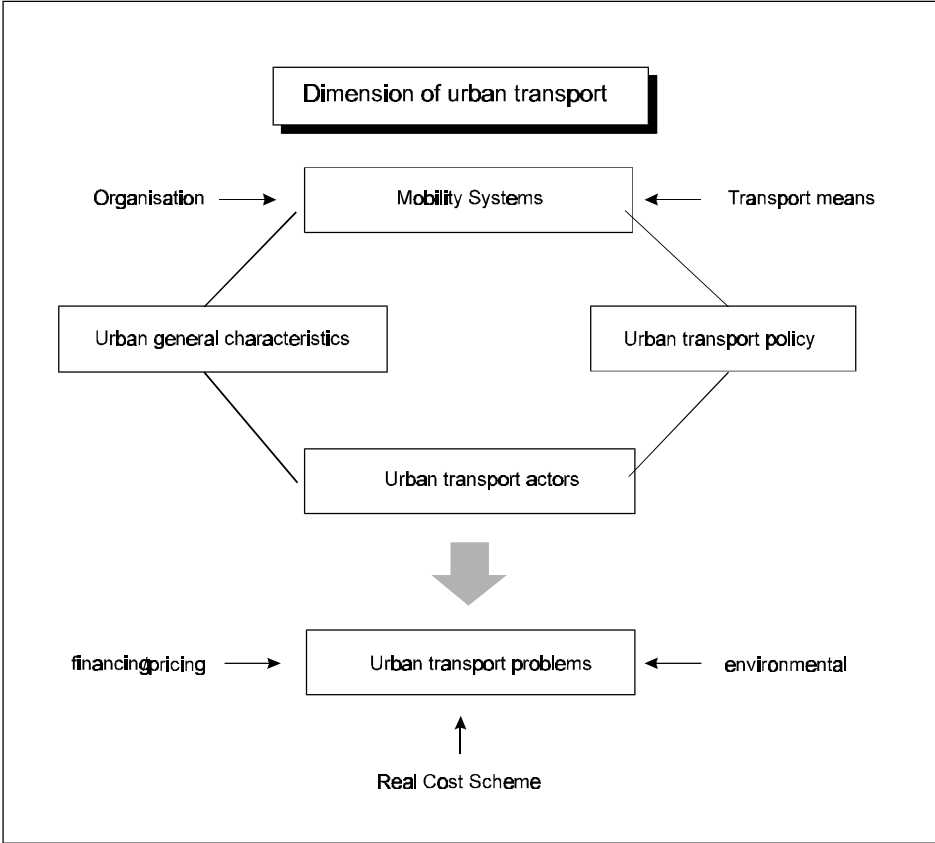 Dimension of urban transport
Organisation
Mobility Systems
Transport means
Urban general characteristics
Urban transport policy
Urban transport actors
financing/pricing
Urban transport problems
environmental
Real Cost Scheme